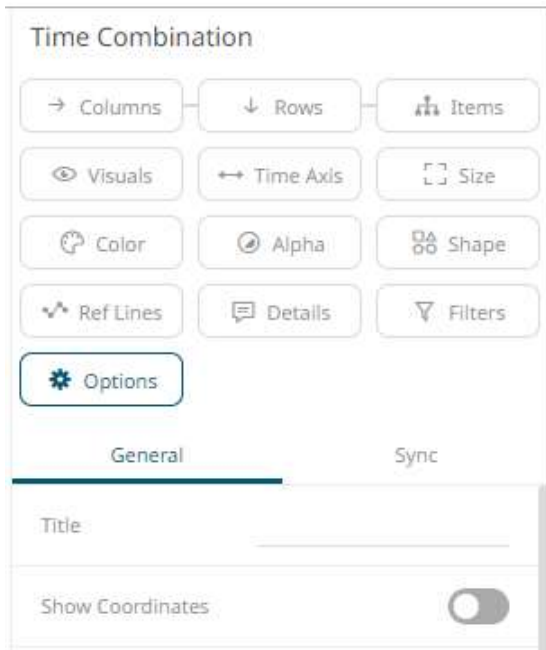 Time Combination
Columns Rows Items
Visuals Time Axis Size
Color Alpha Shape
Ref Lines Details Filters
Options
General Sync
Title
Show Coordinates